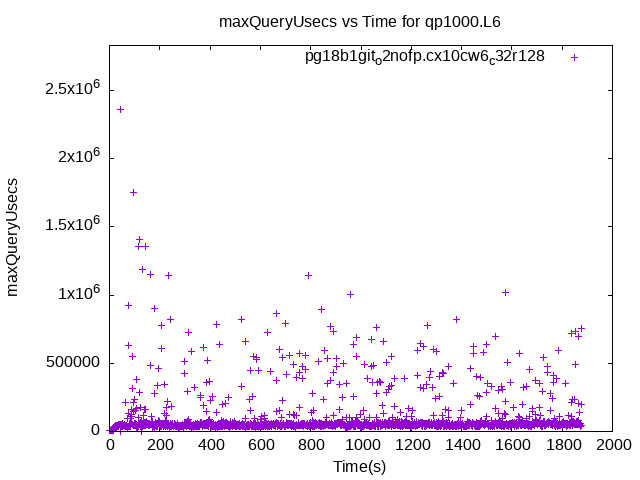 maxQueryUsecs vs Time for qp1000.L6
pg18b1git_o2nofp.cx10cw6_c32r128
maxQueryUsecs
2.5x10^6
2x10^6
1.5x10^6
1x10^6
500000
0
0 200 400 600 800 1000 1200 1400 1600 1800 2000
Time(s)